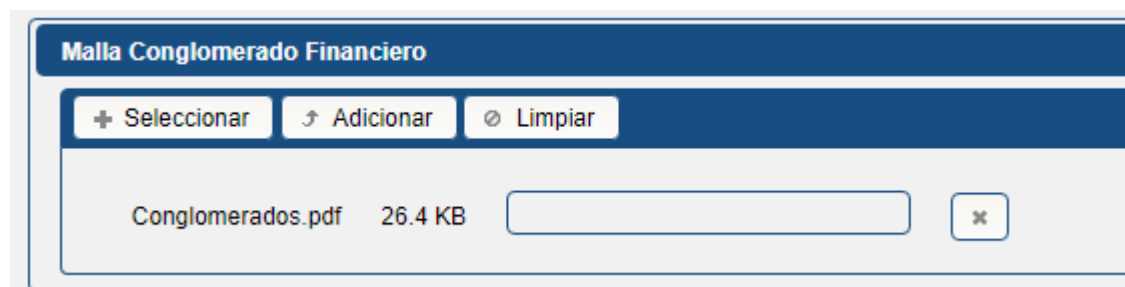 Malla Conglomerado Financiero
Seleccionar Adicionar Limpiar
Conglomerados.pdf 26.4 KB